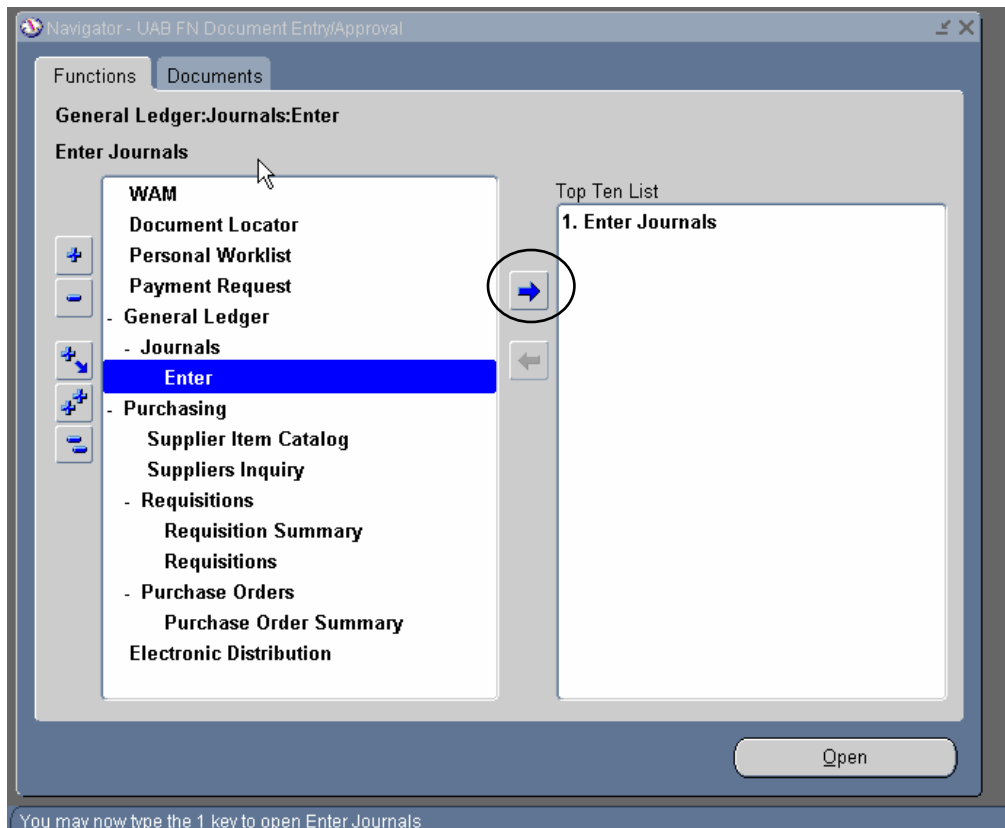 Navigator - UAB FN Document Entry/Approval
Functions
Documents
General Ledger:Journals:Enter
Enter Journals
WAM
Document Locator
Personal Worklist
Payment Request
- General Ledger
- Journals
Enter
- Purchasing
Supplier Item Catalog
Suppliers Inquiry
- Requisitions
Requisition Summary
Requisitions
- Purchase Orders
Purchase Order Summary
Electronic Distribution
Top Ten List
1. Enter Journals
Open
You may now type the 1 key to open Enter Journals